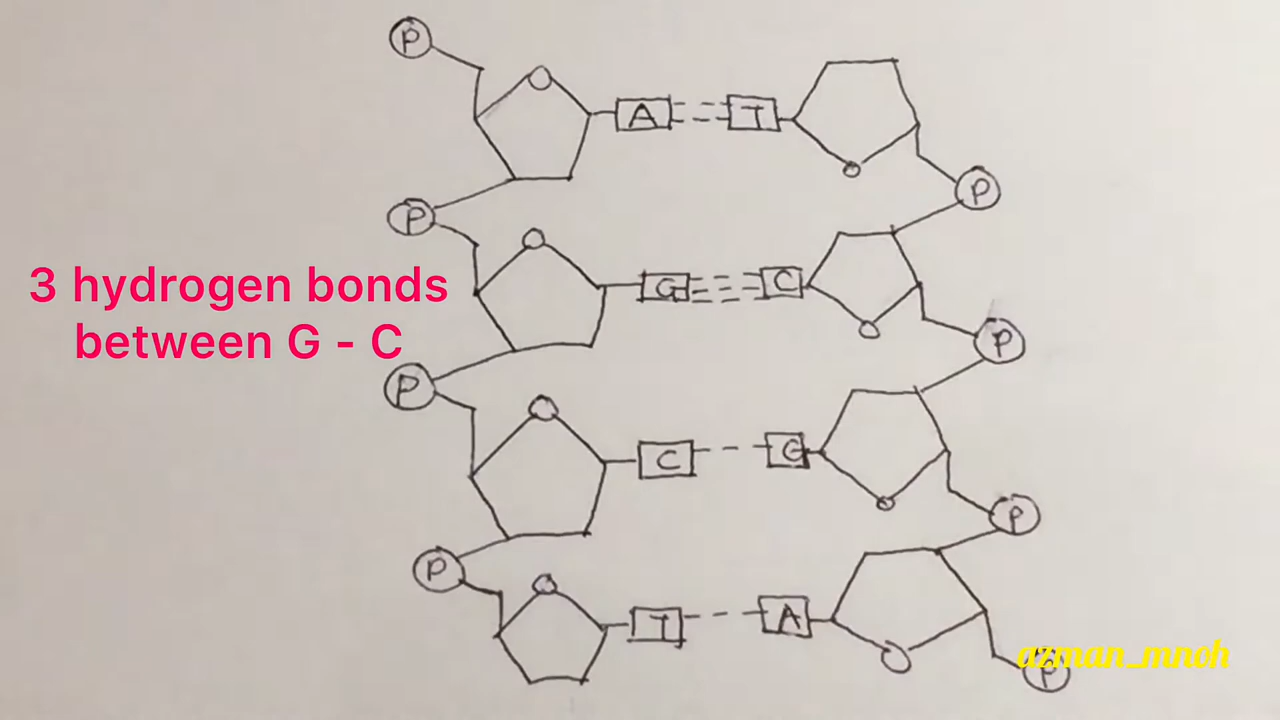 P
A T
P
P
3 hydrogen bonds
between G - C
G C
P
P
C G
P
P
T A
azman_mnoh
P